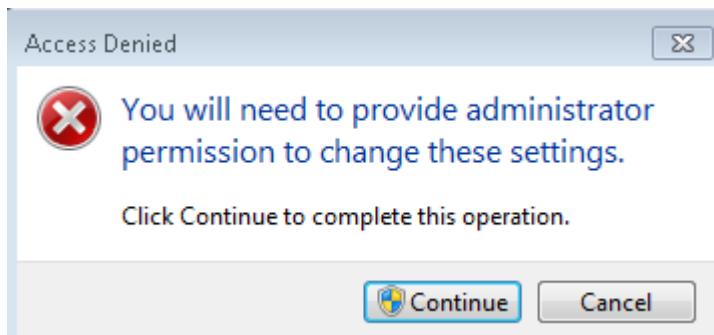 Access Denied
You will need to provide administrator
permission to change these settings.
Click Continue to complete this operation.
Continue
Cancel